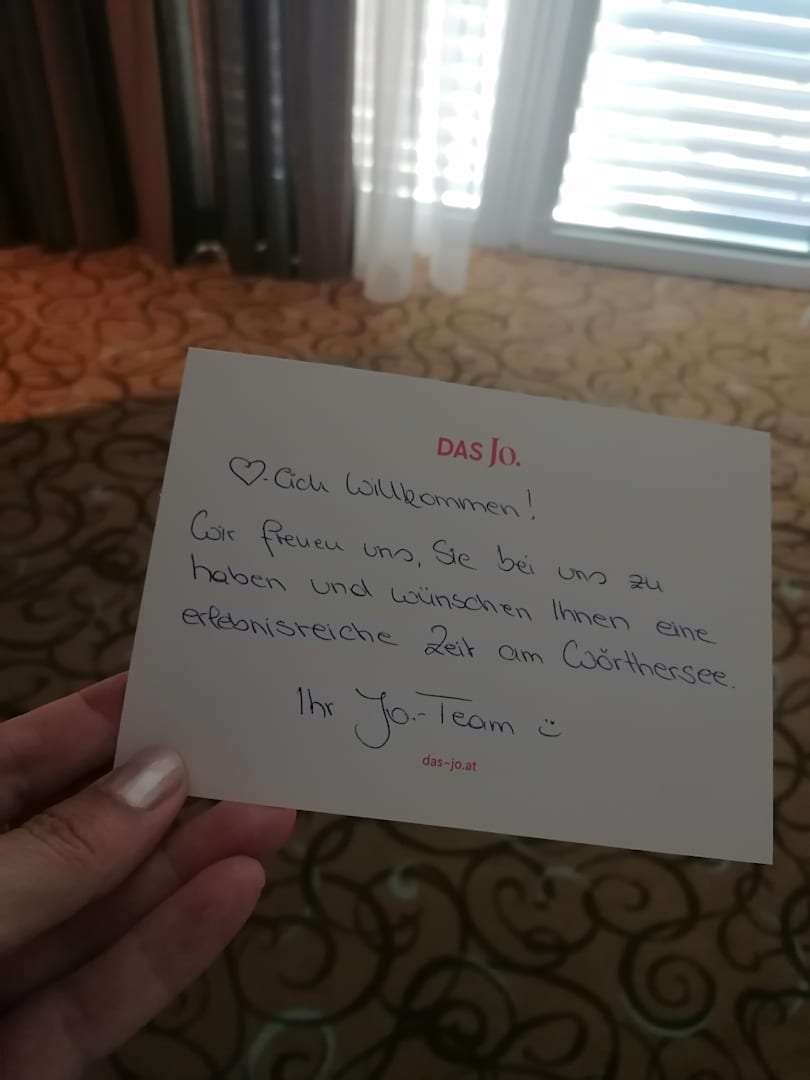 DAS JO.
♡-lich Willkommen!
Wir freuen uns, Sie bei uns zu
haben und wünschen Ihnen eine
erlebnisreiche Zeit am Wörthersee.
Ihr Jo.-Team :)
das-jo.at